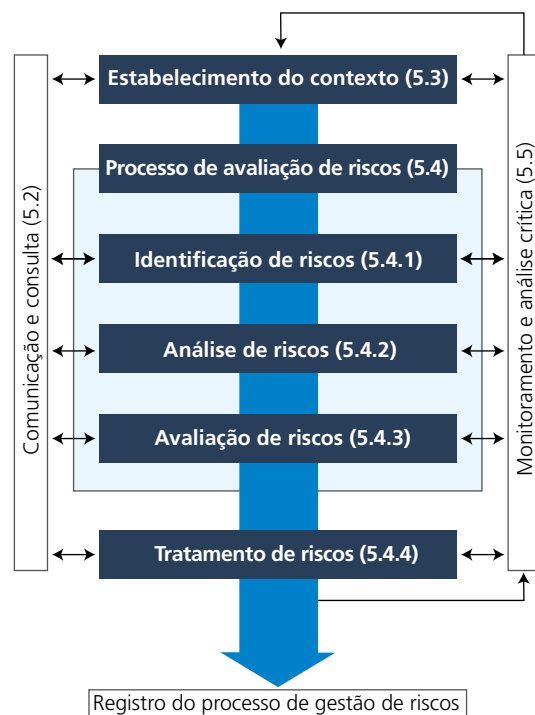 Estabelecimento do contexto (5.3)
Processo de avaliação de riscos (5.4)
Identificação de riscos (5.4.1)
Análise de riscos (5.4.2)
Avaliação de riscos (5.4.3)
Tratamento de riscos (5.4.4)
Comunicação e consulta (5.2)
Monitoramento e análise crítica (5.5)
Registro do processo de gestão de riscos